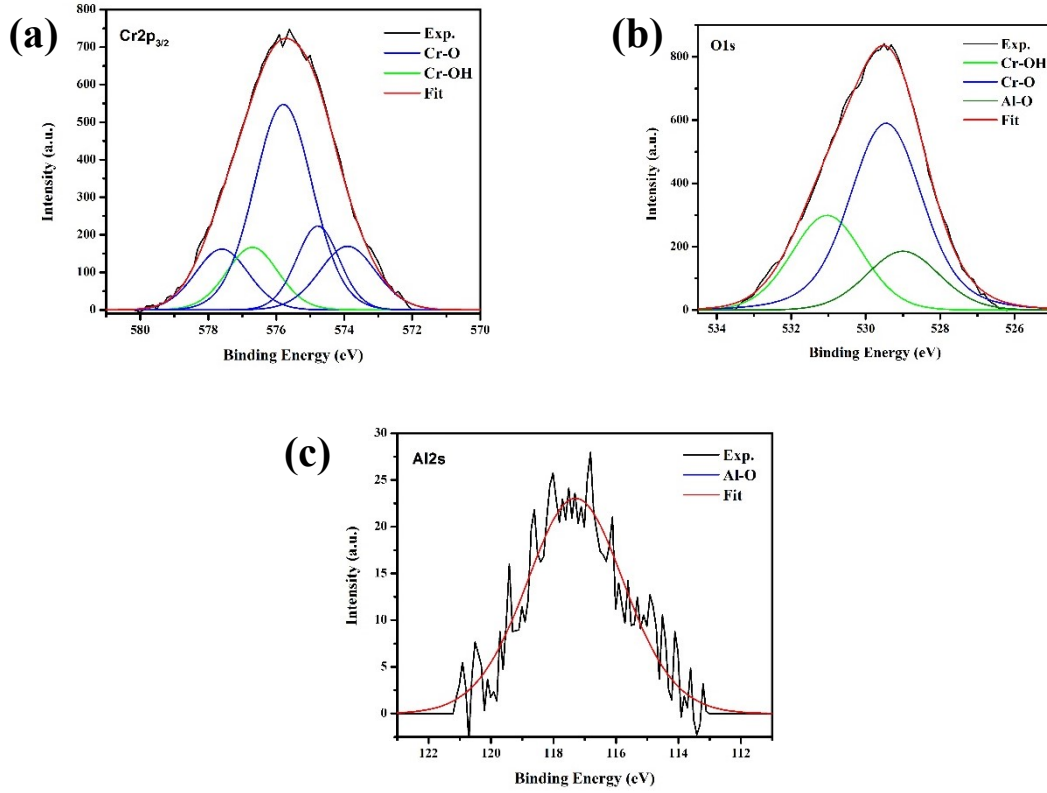 (a)
Cr2p3/2
Exp.
Cr-O
Cr-OH
Fit
800
700
600
500
400
300
200
100
0
Intensity (a.u.)
580 578 576 574 572 570
Binding Energy (eV)
(b)
O1s
Exp.
Cr-OH
Cr-O
Al-O
Fit
800
600
400
200
0
Intensity (a.u.)
534 532 530 528 526
Binding Energy (eV)
(c)
Al2s
Exp.
Al-O
Fit
30
25
20
15
10
5
0
Intensity (a.u.)
122 120 118 116 114 112
Binding Energy (eV)